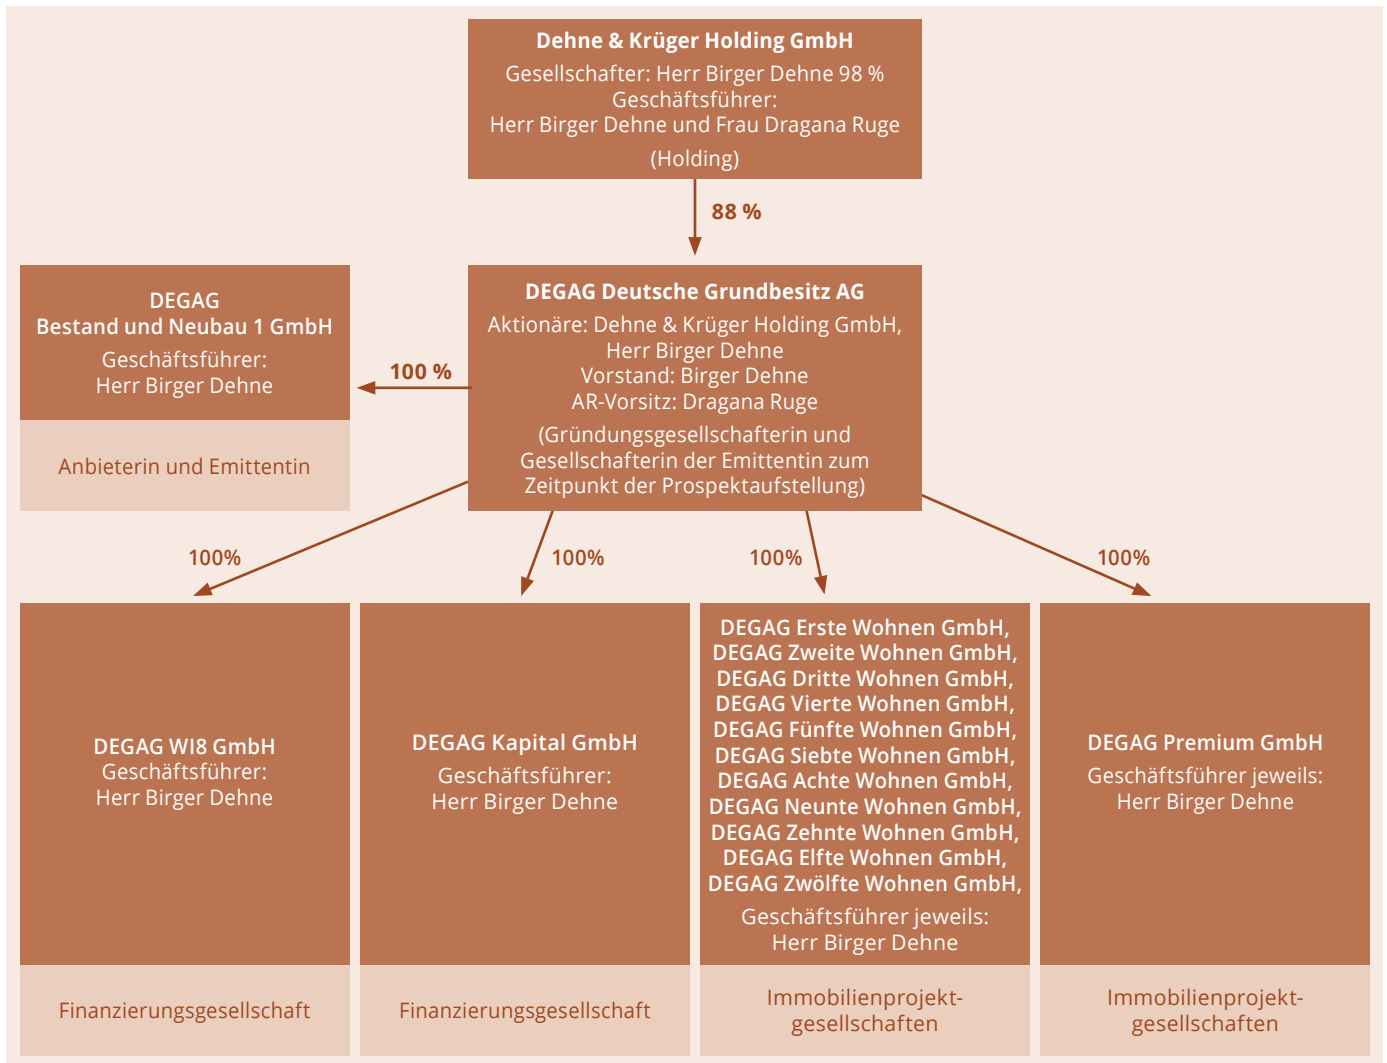 Dehne & Krüger Holding GmbH
Gesellschafter: Herr Birger Dehne 98 %
Geschäftsführer:
Herr Birger Dehne und Frau Dragana Ruge
(Holding)
88 %
DEGAG
Bestand und Neubau 1 GmbH
Geschäftsführer:
Herr Birger Dehne
Anbieterin und Emittentin
100 %
DEGAG Deutsche Grundbesitz AG
Aktionäre: Dehne & Krüger Holding GmbH,
Herr Birger Dehne
Vorstand: Birger Dehne
AR-Vorsitz: Dragana Ruge
(Gründungsgesellschafterin und
Gesellschafterin der Emittentin zum
Zeitpunkt der Prospektaufstellung)
100%
100%
100%
100%
DEGAG WI8 GmbH
Geschäftsführer:
Herr Birger Dehne
Finanzierungsgesellschaft
DEGAG Kapital GmbH
Geschäftsführer:
Herr Birger Dehne
Finanzierungsgesellschaft
DEGAG Erste Wohnen GmbH,
DEGAG Zweite Wohnen GmbH,
DEGAG Dritte Wohnen GmbH,
DEGAG Vierte Wohnen GmbH,
DEGAG Fünfte Wohnen GmbH,
DEGAG Siebte Wohnen GmbH,
DEGAG Achte Wohnen GmbH,
DEGAG Neunte Wohnen GmbH,
DEGAG Zehnte Wohnen GmbH,
DEGAG Elfte Wohnen GmbH,
DEGAG Zwölfte Wohnen GmbH,
Geschäftsführer jeweils:
Herr Birger Dehne
Immobilienprojekt-
gesellschaften
DEGAG Premium GmbH
Geschäftsführer jeweils:
Herr Birger Dehne
Immobilienprojekt-
gesellschaften